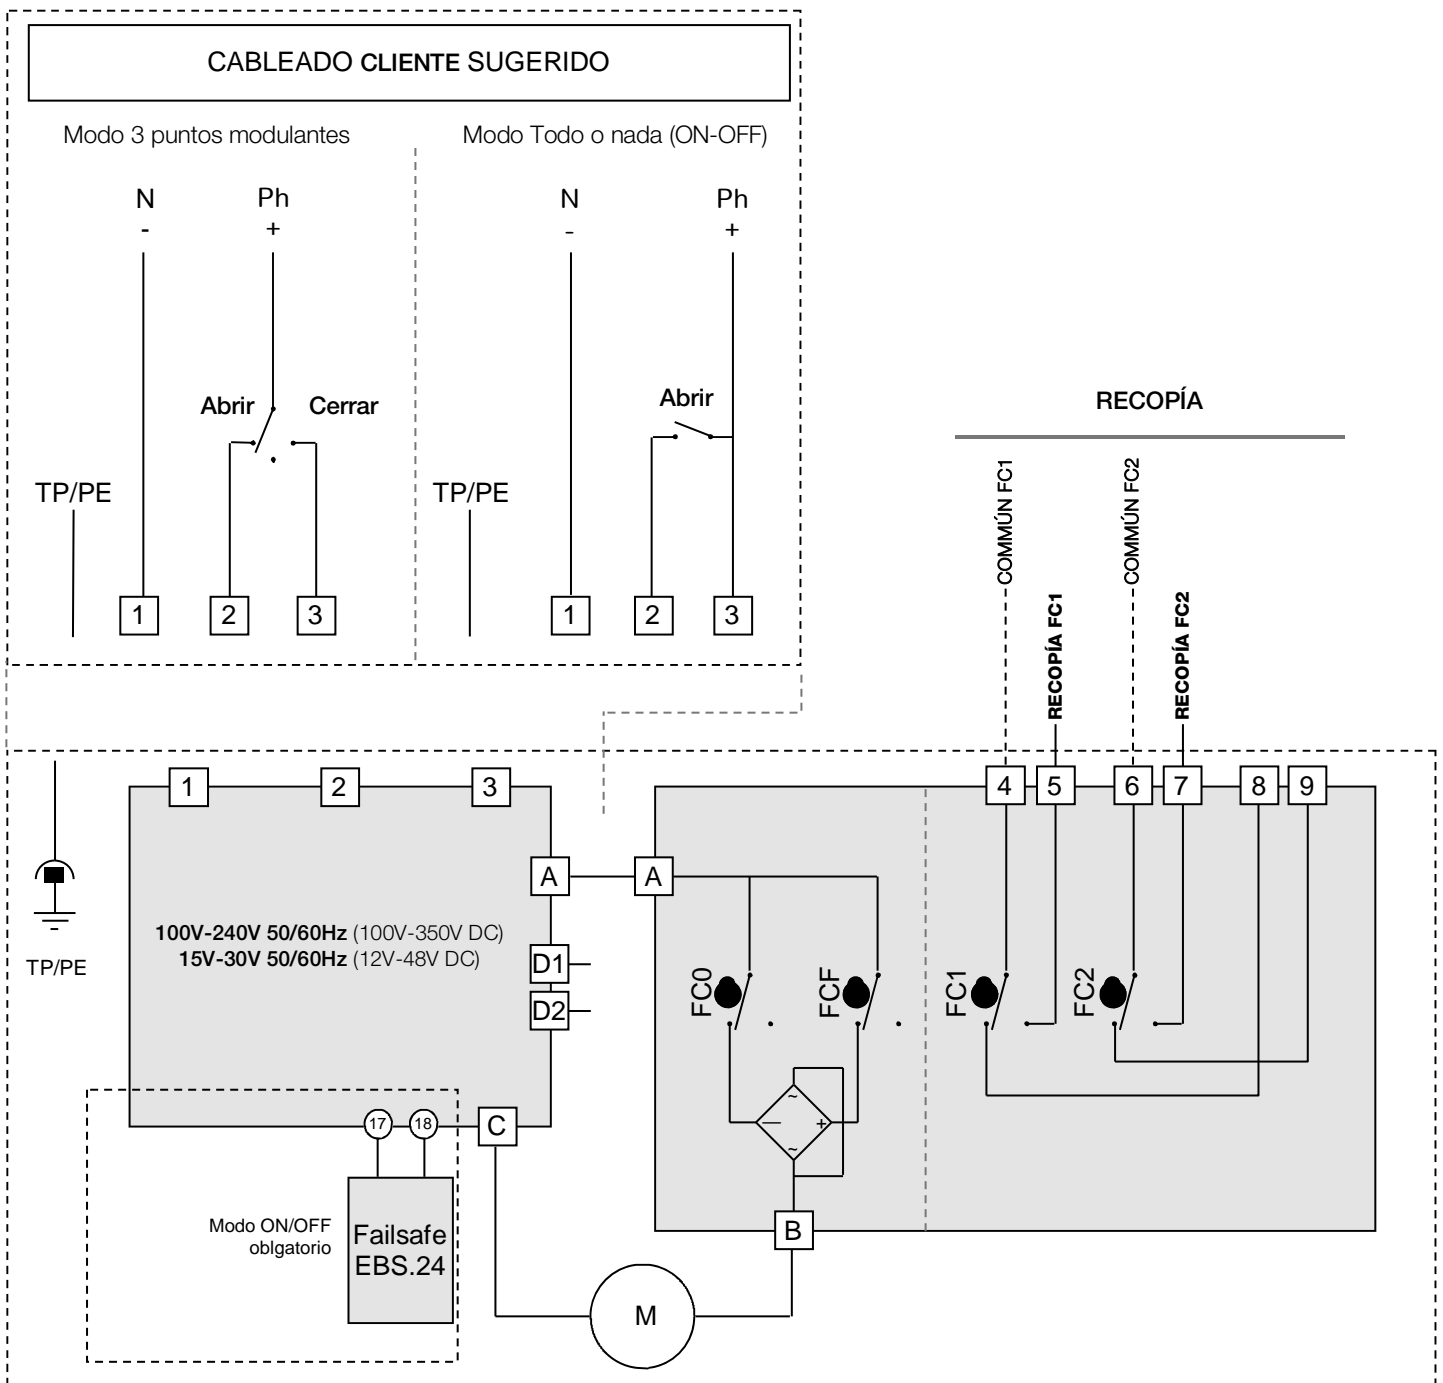 CABLEADO CLIENTE SUGERIDO
Modo 3 puntos modulantes
Modo Todo o nada (ON-OFF)
N
Ph
N
Ph
-
+
-
+
Abrir
Cerrar
Abrir
TP/PE
TP/PE
1
2
3
1
2
3
RECOPÍA
COMMÚN FC1
RECOPÍA FC1
COMMÚN FC2
RECOPÍA FC2
1
2
3
4
5
6
7
8
9
A
A
100V-240V 50/60Hz (100V-350V DC)
15V-30V 50/60Hz (12V-48V DC)
TP/PE
D1
D2
FC0
FCF
FC1
FC2
~
—
+
~
17
18
C
B
Modo ON/OFF
oblgatorio
Failsafe
EBS.24
M